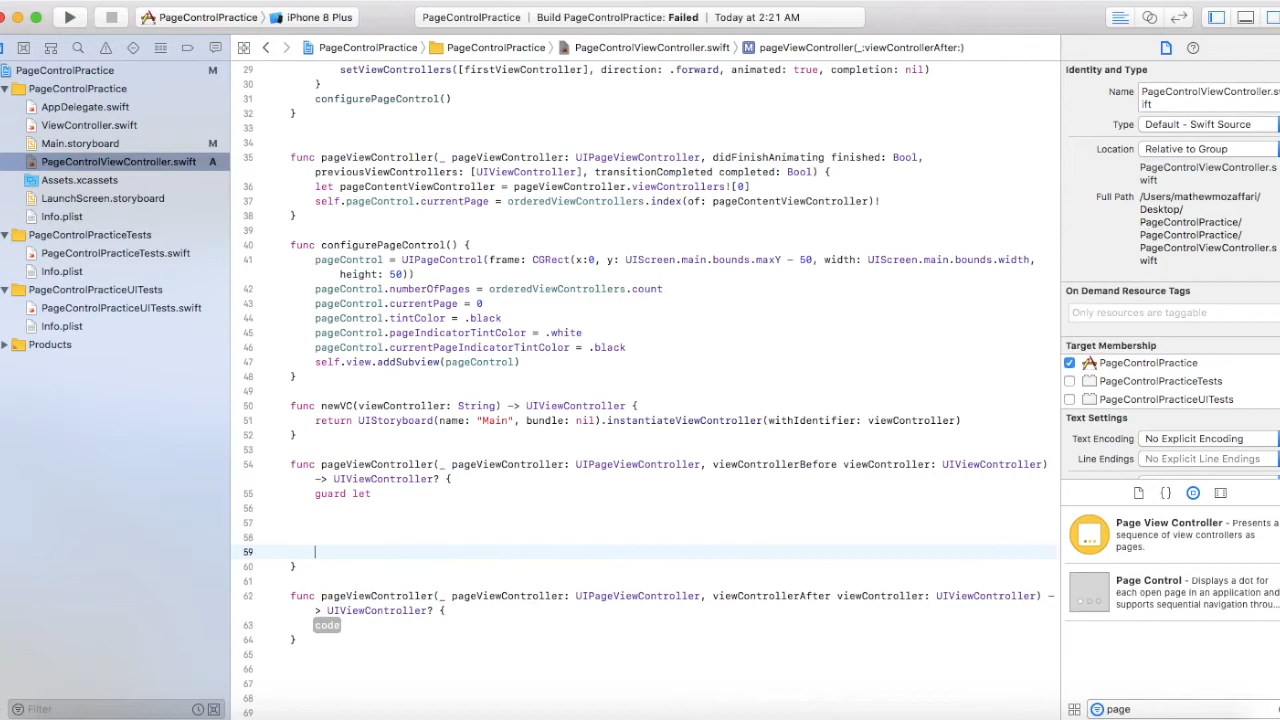 PageControlPractice
iPhone 8 Plus
PageControlPractice | Build PageControlPractice: Failed | Today at 2:21 AM
PageControlPractice
PageControlPractice
PageControlViewController.swift
pageViewController(_:viewControllerAfter:)
PageControlPractice M
PageControlPractice
AppDelegate.swift
ViewController.swift
Main.storyboard M
PageControlViewController.swift A
Assets.xcassets
LaunchScreen.storyboard
Info.plist
PageControlPracticeTests
PageControlPracticeTests.swift
Info.plist
PageControlPracticeUITests
PageControlPracticeUITests.swift
Info.plist
Products
Filter
29 setViewControllers([firstViewController], direction: .forward, animated: true, completion: nil)
30 }
31 configurePageControl()
32 }
33
34
35 func pageViewController(_ pageViewController: UIPageViewController, didFinishAnimating finished: Bool,
previousViewControllers: [UIViewController], transitionCompleted completed: Bool) {
36 let pageContentViewController = pageViewController.viewControllers![0]
37 self.pageControl.currentPage = orderedViewControllers.index(of: pageContentViewController)!
38 }
39
40 func configurePageControl() {
41 pageControl = UIPageControl(frame: CGRect(x:0, y: UIScreen.main.bounds.maxY - 50, width: UIScreen.main.bounds.width,
height: 50))
42 pageControl.numberOfPages = orderedViewControllers.count
43 pageControl.currentPage = 0
44 pageControl.tintColor = .black
45 pageControl.pageIndicatorTintColor = .white
46 pageControl.currentPageIndicatorTintColor = .black
47 self.view.addSubview(pageControl)
48 }
49
50 func newVC(viewController: String) -> UIViewController {
51 return UIStoryboard(name: "Main", bundle: nil).instantiateViewController(withIdentifier: viewController)
52 }
53
54 func pageViewController(_ pageViewController: UIPageViewController, viewControllerBefore viewController: UIViewController)
-> UIViewController? {
55 guard let
56
57
58
59
60 }
61
62 func pageViewController(_ pageViewController: UIPageViewController, viewControllerAfter viewController: UIViewController) -
> UIViewController? {
63 code
64 }
65
66
67
68
69
Identity and Type
Name PageControlViewController.sw
ift
Type Default - Swift Source
Location Relative to Group
PageControlViewController.s
wift
Full Path /Users/mathewmozaffari/
Desktop/
PageControlPractice/
PageControlPractice/
PageControlViewController.s
wift
On Demand Resource Tags
Only resources are taggable
Target Membership
PageControlPractice
PageControlPracticeTests
PageControlPracticeUITests
Text Settings
Text Encoding No Explicit Encoding
Line Endings No Explicit Line Endings
Page View Controller - Presents a
sequence of view controllers as
pages.
Page Control - Displays a dot for
each open page in an application and
supports sequential navigation throu...
page